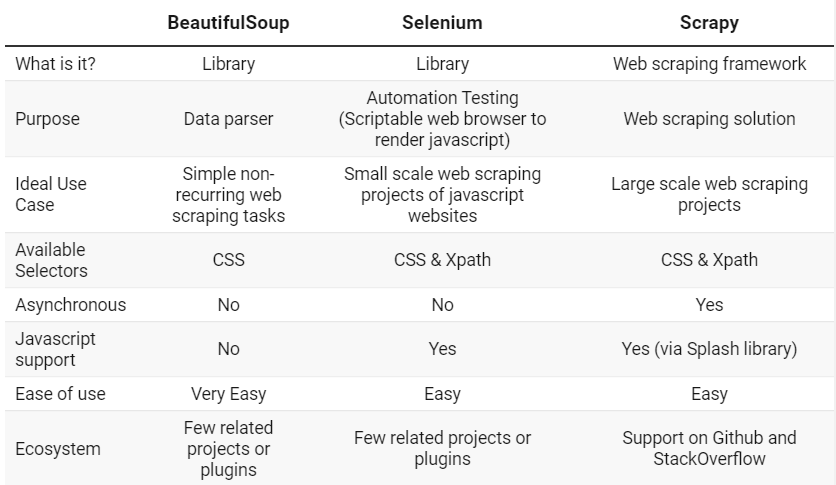 BeautifulSoup Selenium Scrapy
What is it? Library Library Web scraping framework
Purpose Data parser Automation Testing (Scriptable web browser to render javascript) Web scraping solution
Ideal Use Case Simple non-recurring web scraping tasks Small scale web scraping projects of javascript websites Large scale web scraping projects
Available Selectors CSS CSS & Xpath CSS & Xpath
Asynchronous No No Yes
Javascript support No Yes Yes (via Splash library)
Ease of use Very Easy Easy Easy
Ecosystem Few related projects or plugins Few related projects or plugins Support on Github and StackOverflow